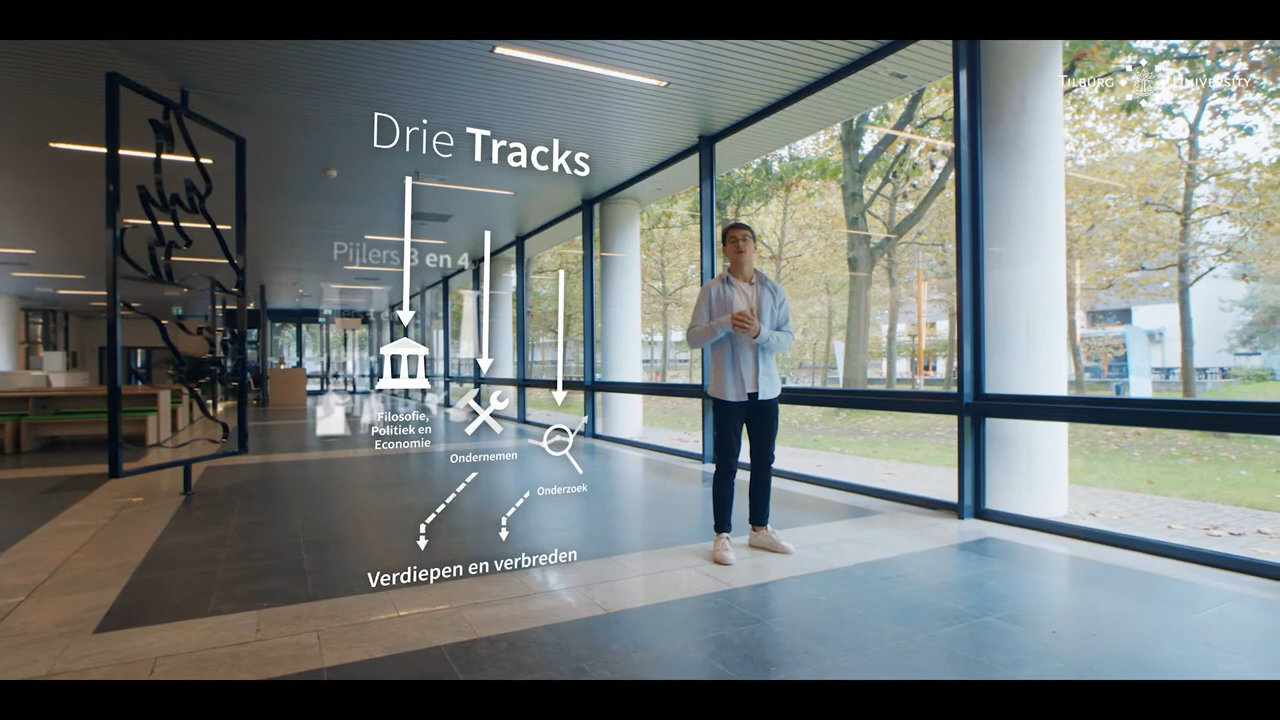 TILBURG UNIVERSITY
Drie Tracks
Pijlers 3 en 4
Filosofie,
Politiek en
Economie
Ondernemen
Onderzoek
Verdiepen en verbreden